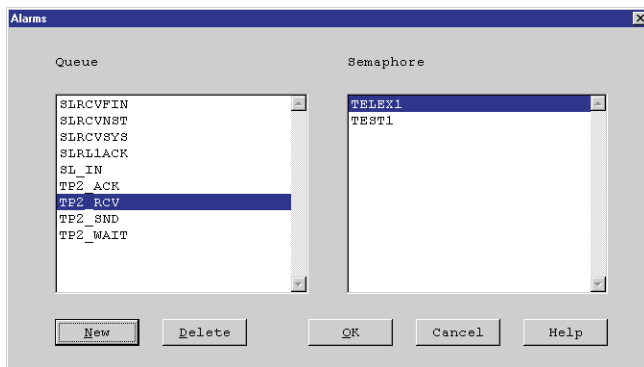 Alarms
Queue
Semaphore
SLRCVFIN
SLRCVNST
SLRCVSYS
SLRL1ACK
SL_IN
TP2_ACK
TP2_RCV
TP2_SND
TP2_WAIT
TELEX1
TEST1
New
Delete
OK
Cancel
Help